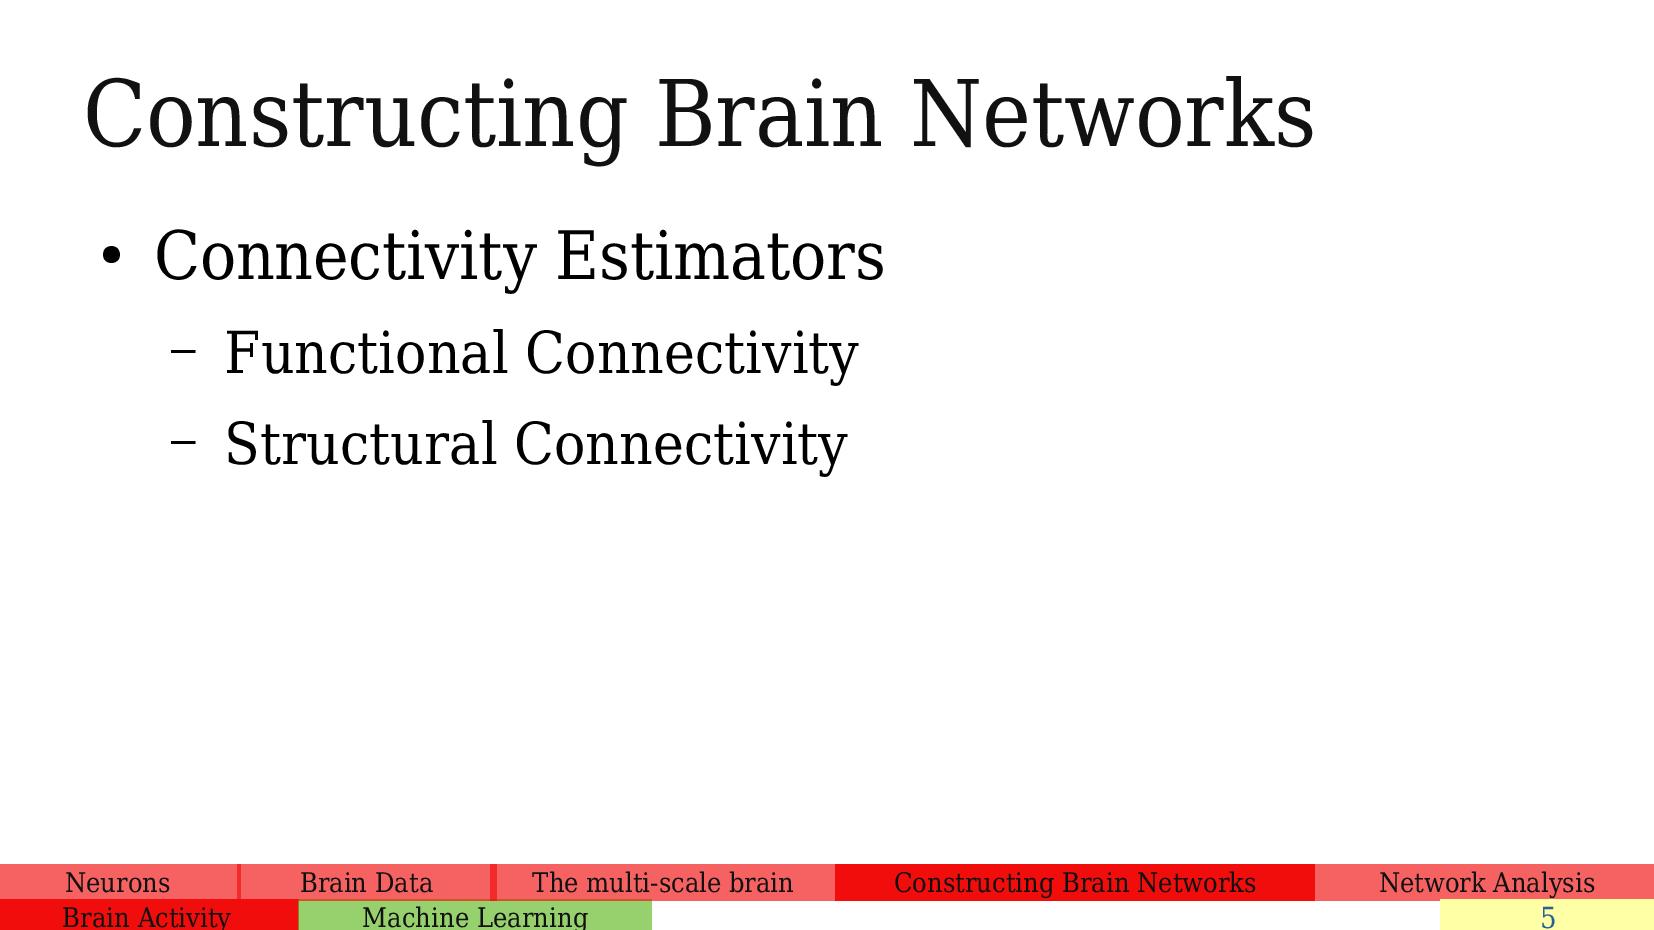 Constructing Brain Networks
• Connectivity Estimators
– Functional Connectivity
– Structural Connectivity
Neurons Brain Data The multi-scale brain Constructing Brain Networks Network Analysis
Brain Activity Machine Learning 5